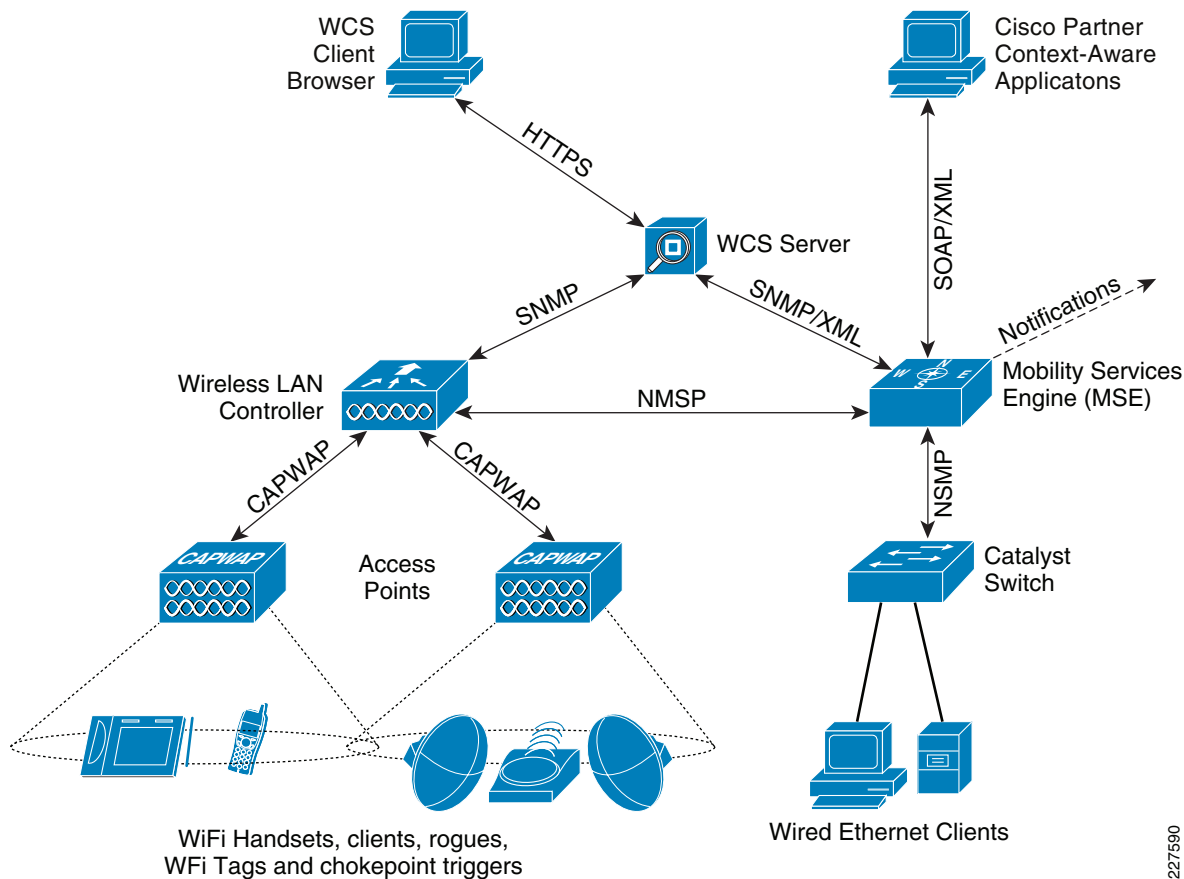 WCS
Client
Browser
Cisco Partner
Context-Aware
Applicatons
HTTPS
SOAP/XML
WCS Server
SNMP
SNMP/XML
Notifications
Wireless LAN
Controller
NMSP
W
N
E
S
Mobility Services
Engine (MSE)
CAPWAP
CAPWAP
NSMP
CAPWAP
Access
Points
CAPWAP
Catalyst
Switch
WiFi Handsets, clients, rogues,
WFi Tags and chokepoint triggers
Wired Ethernet Clients
227590